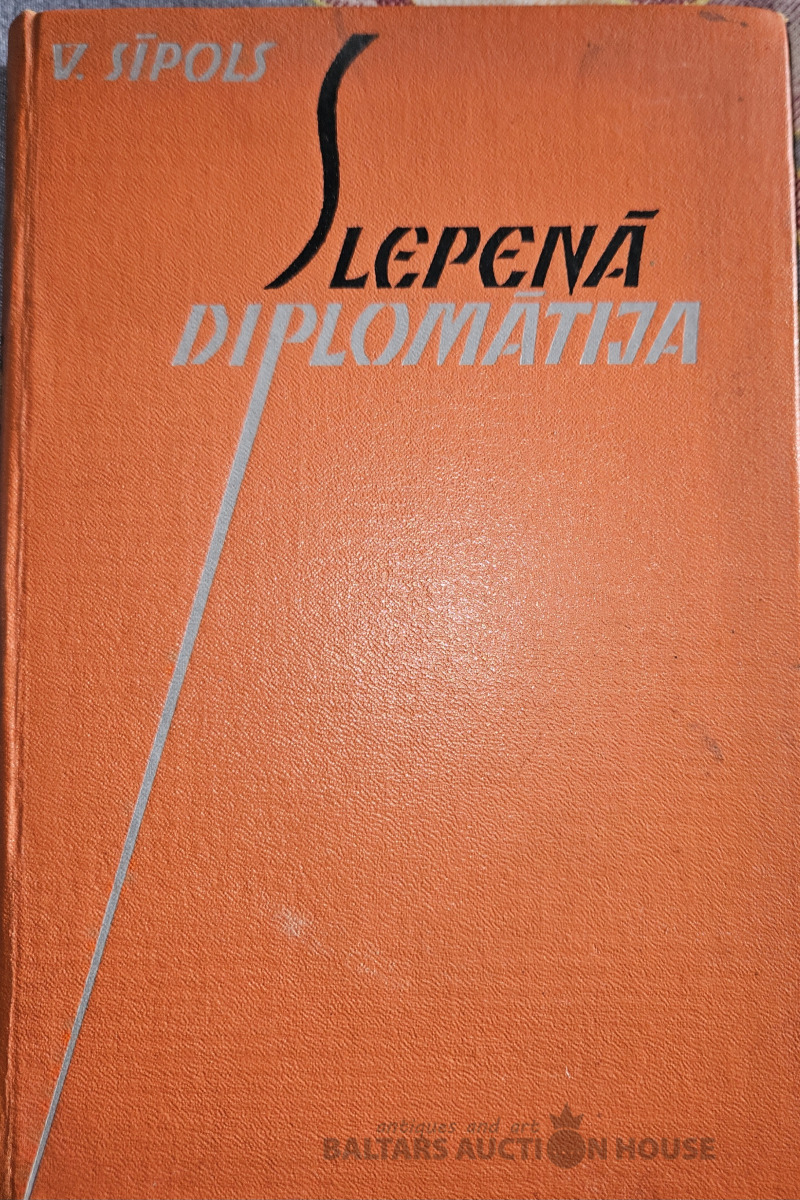 V. SĪPOLS
SLEPENĀ
DIPLOMĀTIJA
antiques and art
BALTARS AUCTION HOUSE